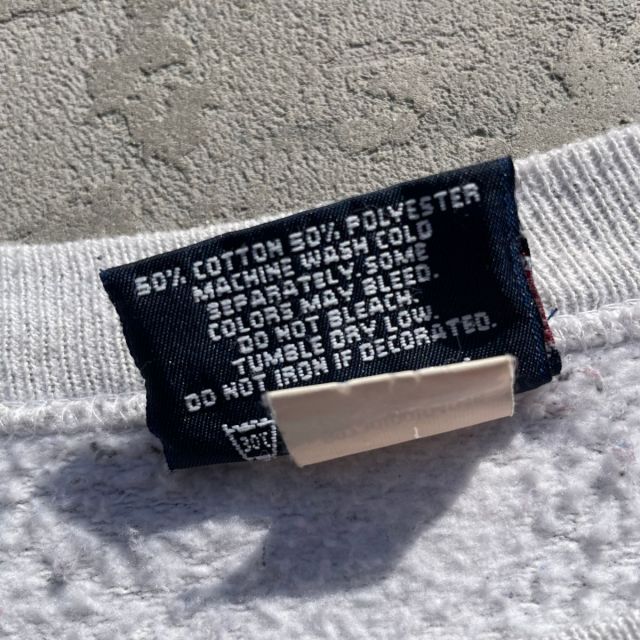 50% COTTON 50% POLYESTER
MACHINE WASH COLD
SEPARATELY. SOME
COLORS MAY BLEED.
DO NOT BLEACH.
TUMBLE DRY LOW.
DO NOT IRON IF DECORATED.